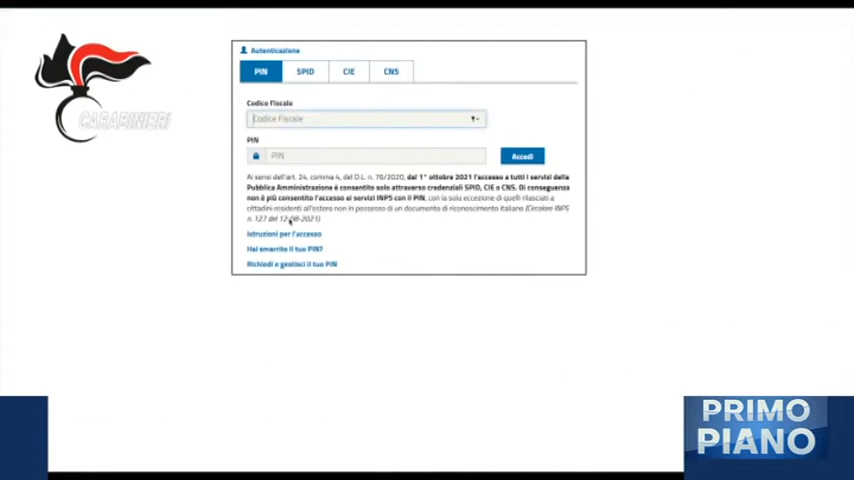 CARABINIERI
Autenticazione
PIN SPID CIE CNS
Codice Fiscale
Codice Fiscale
PIN
PIN
Accedi
Ai sensi dell'art. 24, comma 4, del D.L. n. 76/2020, dal 1° ottobre 2021 l'accesso a tutti i servizi della
Pubblica Amministrazione è consentito solo attraverso credenziali SPID, CIE o CNS. Di conseguenza
non è più consentito l'accesso ai servizi INPS con il PIN, con la sola eccezione di quelli rilasciati a
cittadini residenti all'estero non in possesso di un documento di riconoscimento italiano (Circolare INPS
n. 127 del 12-08-2021).
Istruzioni per l'accesso
Hai smarrito il tuo PIN?
Richiedi e gestisci il tuo PIN
PRIMO
PIANO